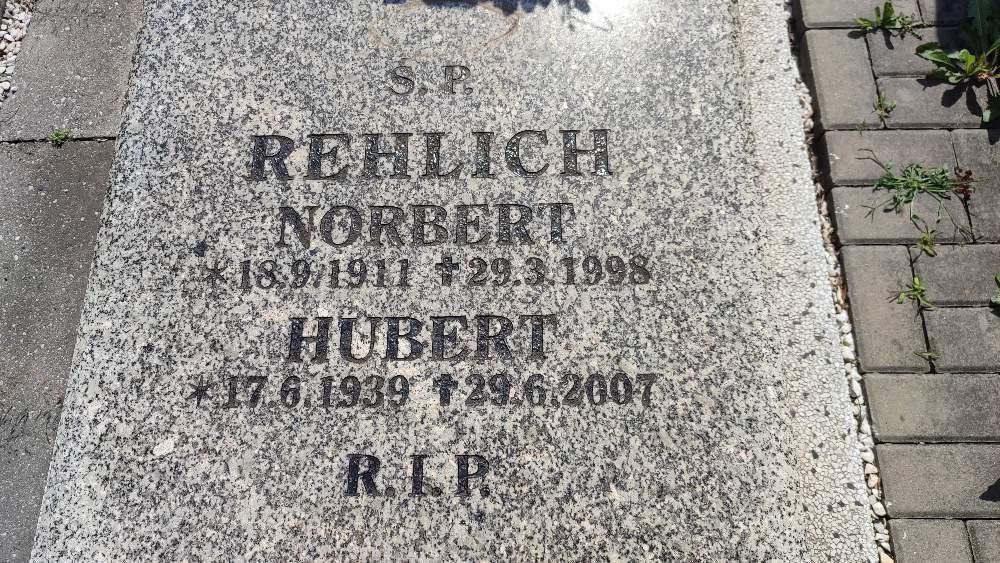 S. P.
REHLICH
NORBERT
* 18.9.1911 ✝ 29.3.1998
HUBERT
* 17.6.1939 ✝ 29.6.2007
R. I. P.